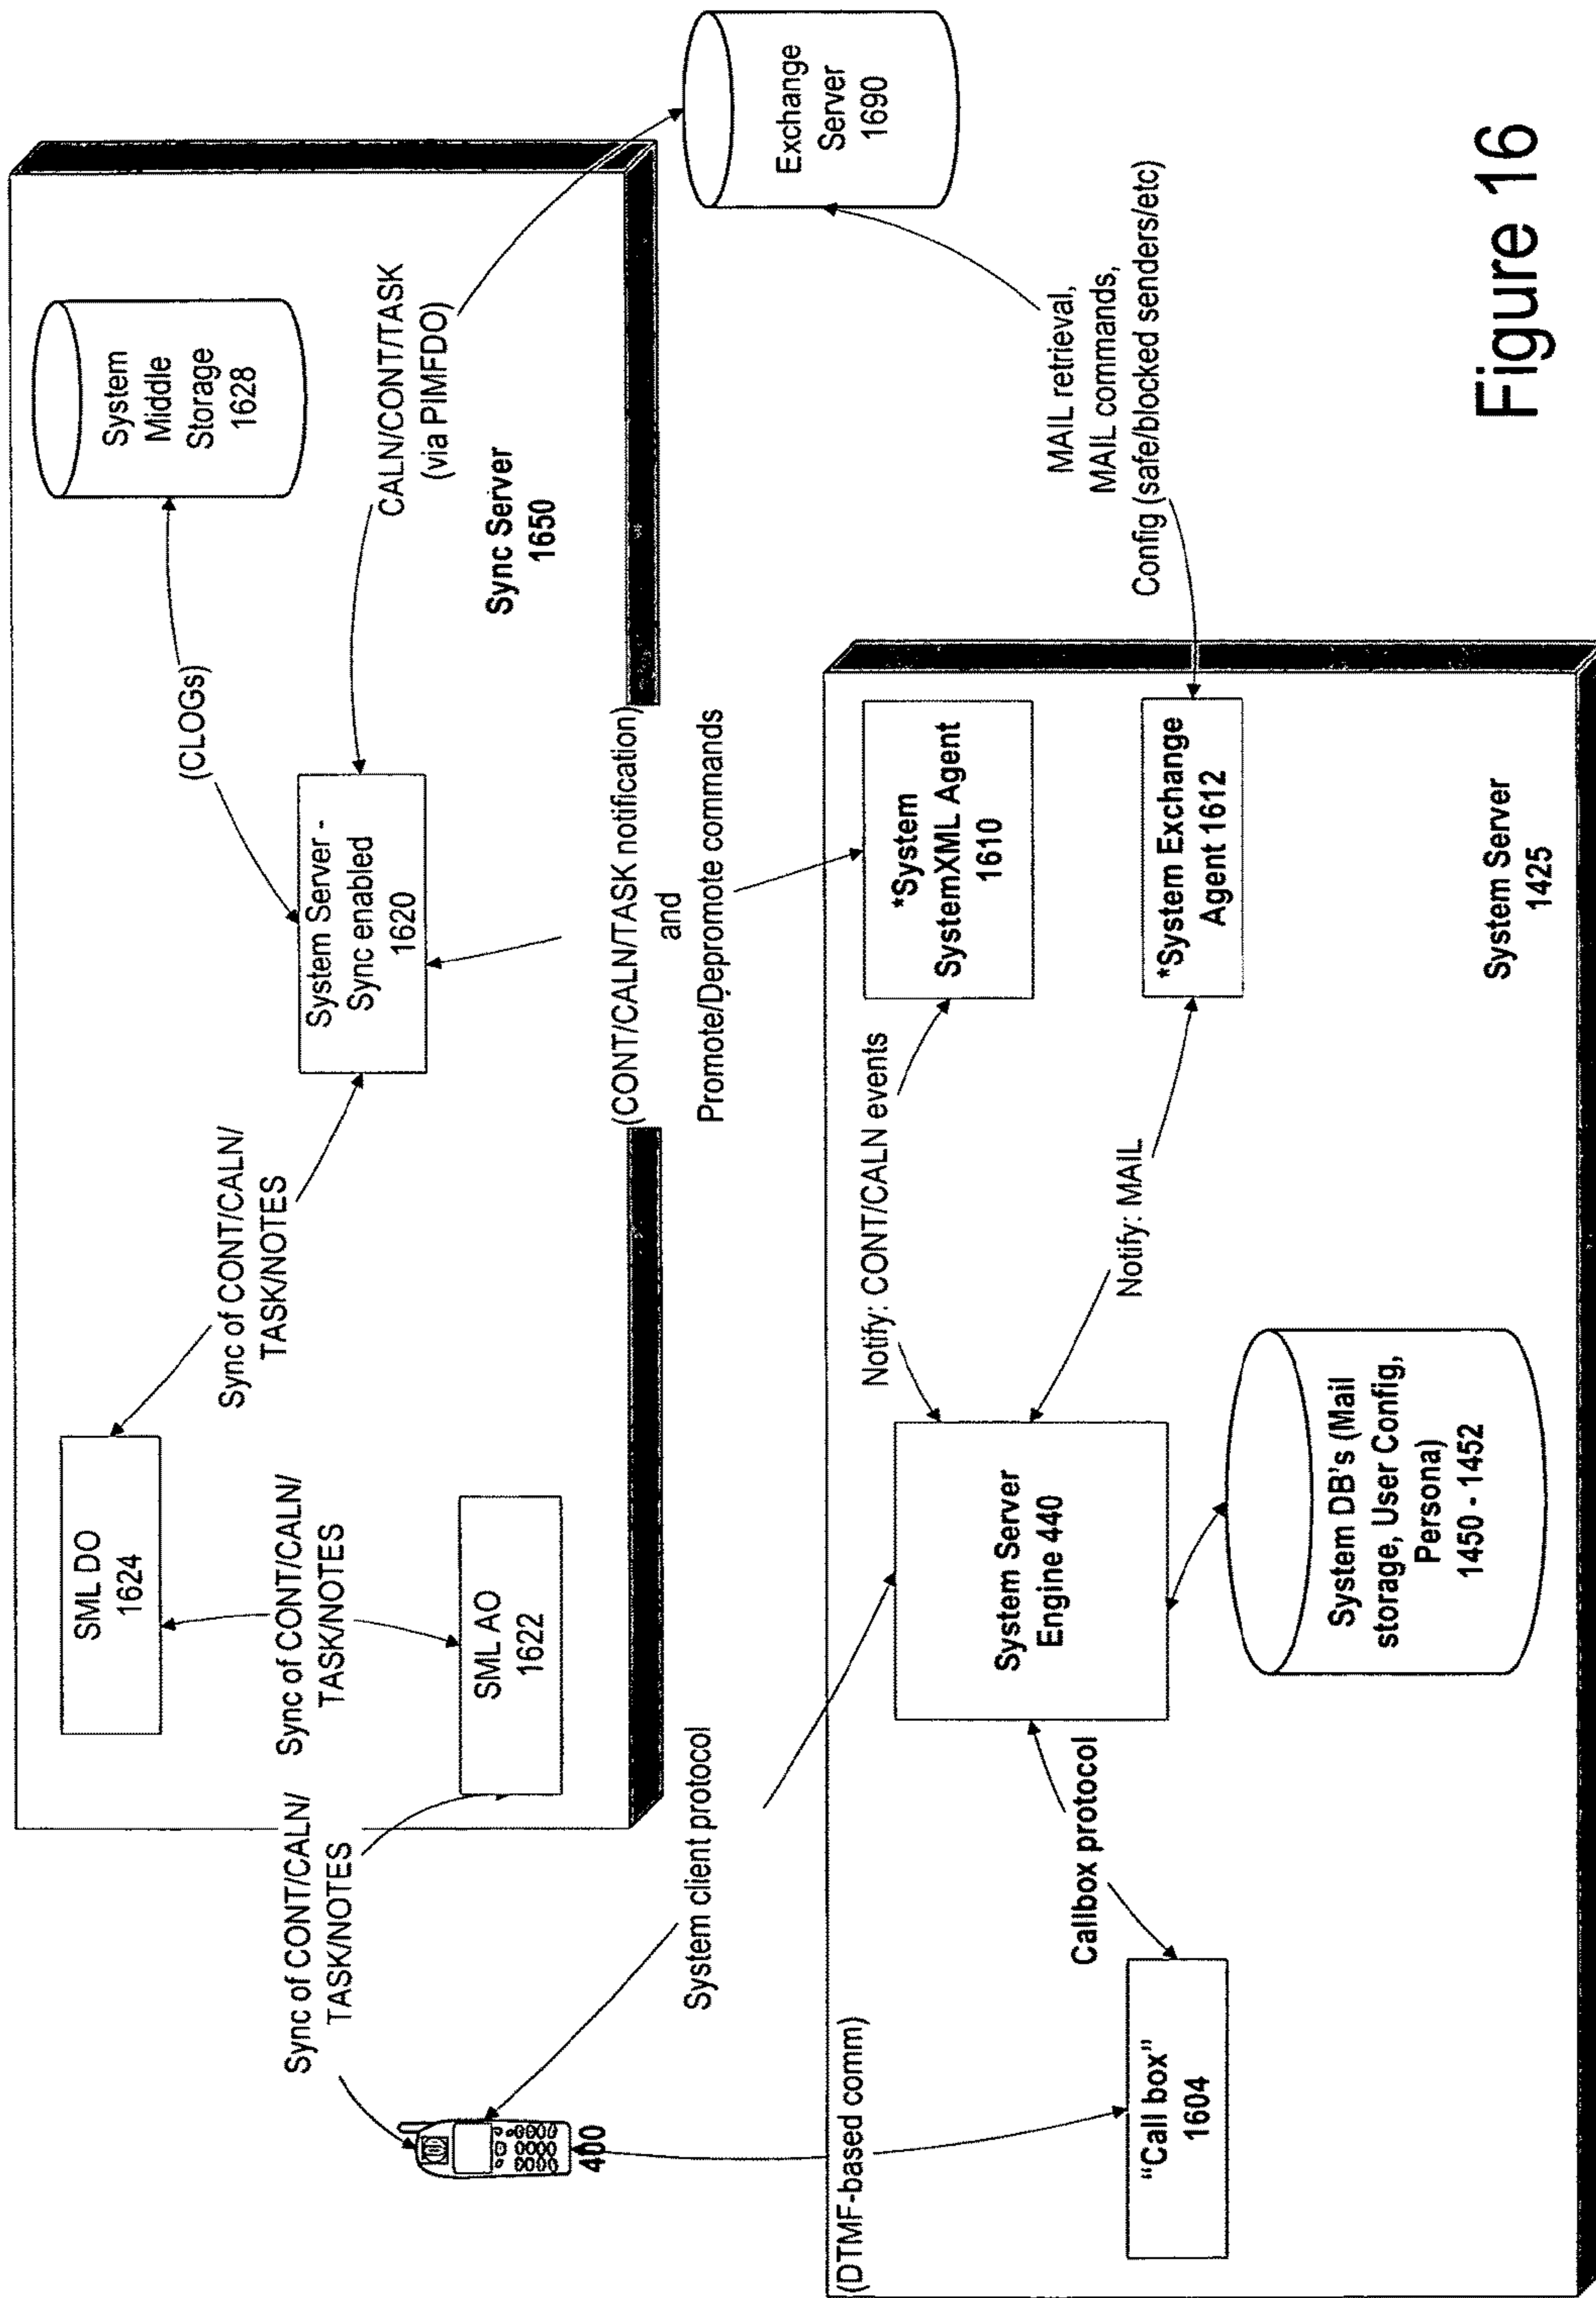 System
Middle
Storage
1628
(CLOGs)
CALN/CONT/TASK
(via PIMFDO)
Sync Server
1650
System Server -
Sync enabled
1620
Sync of CONT/CALN/
TASK/NOTES
SML DO
1624
Sync of CONT/CALN/
TASK/NOTES
SML AO
1622
Sync of CONT/CALN/
TASK/NOTES
Exchange
Server
1690
(CONT/CALN/TASK notification)
and
Promote/Depromote commands
System client protocol
400
(DTMF-based comm)
MAIL retrieval,
MAIL commands,
Config (safe/blocked senders/etc)
*System
SystemXML Agent
1610
*System Exchange
Agent 1612
Notify: CONT/CALN events
Notify: MAIL
System Server
Engine 440
Callbox protocol
"Call box"
1604
System DB's (Mail
storage, User Config,
Persona)
1450 - 1452
System Server
1425
Figure 16